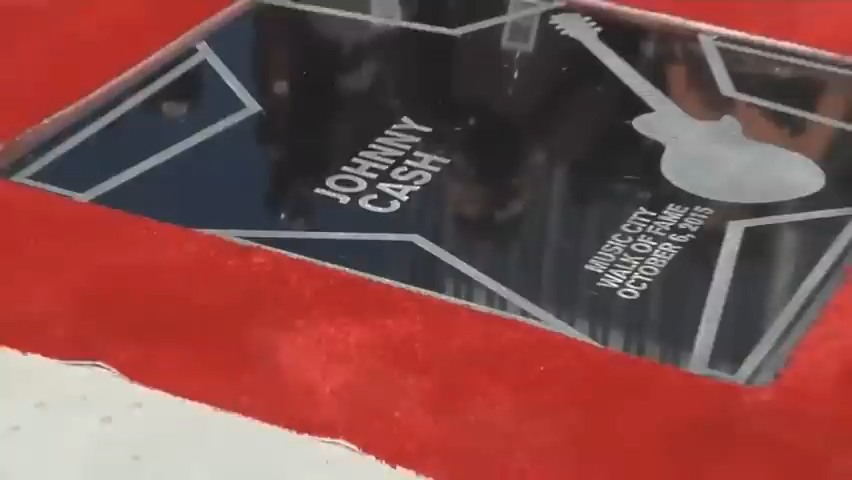 JOHNNY
CASH
MUSIC CITY
WALK OF FAME
OCTOBER 6, 2015